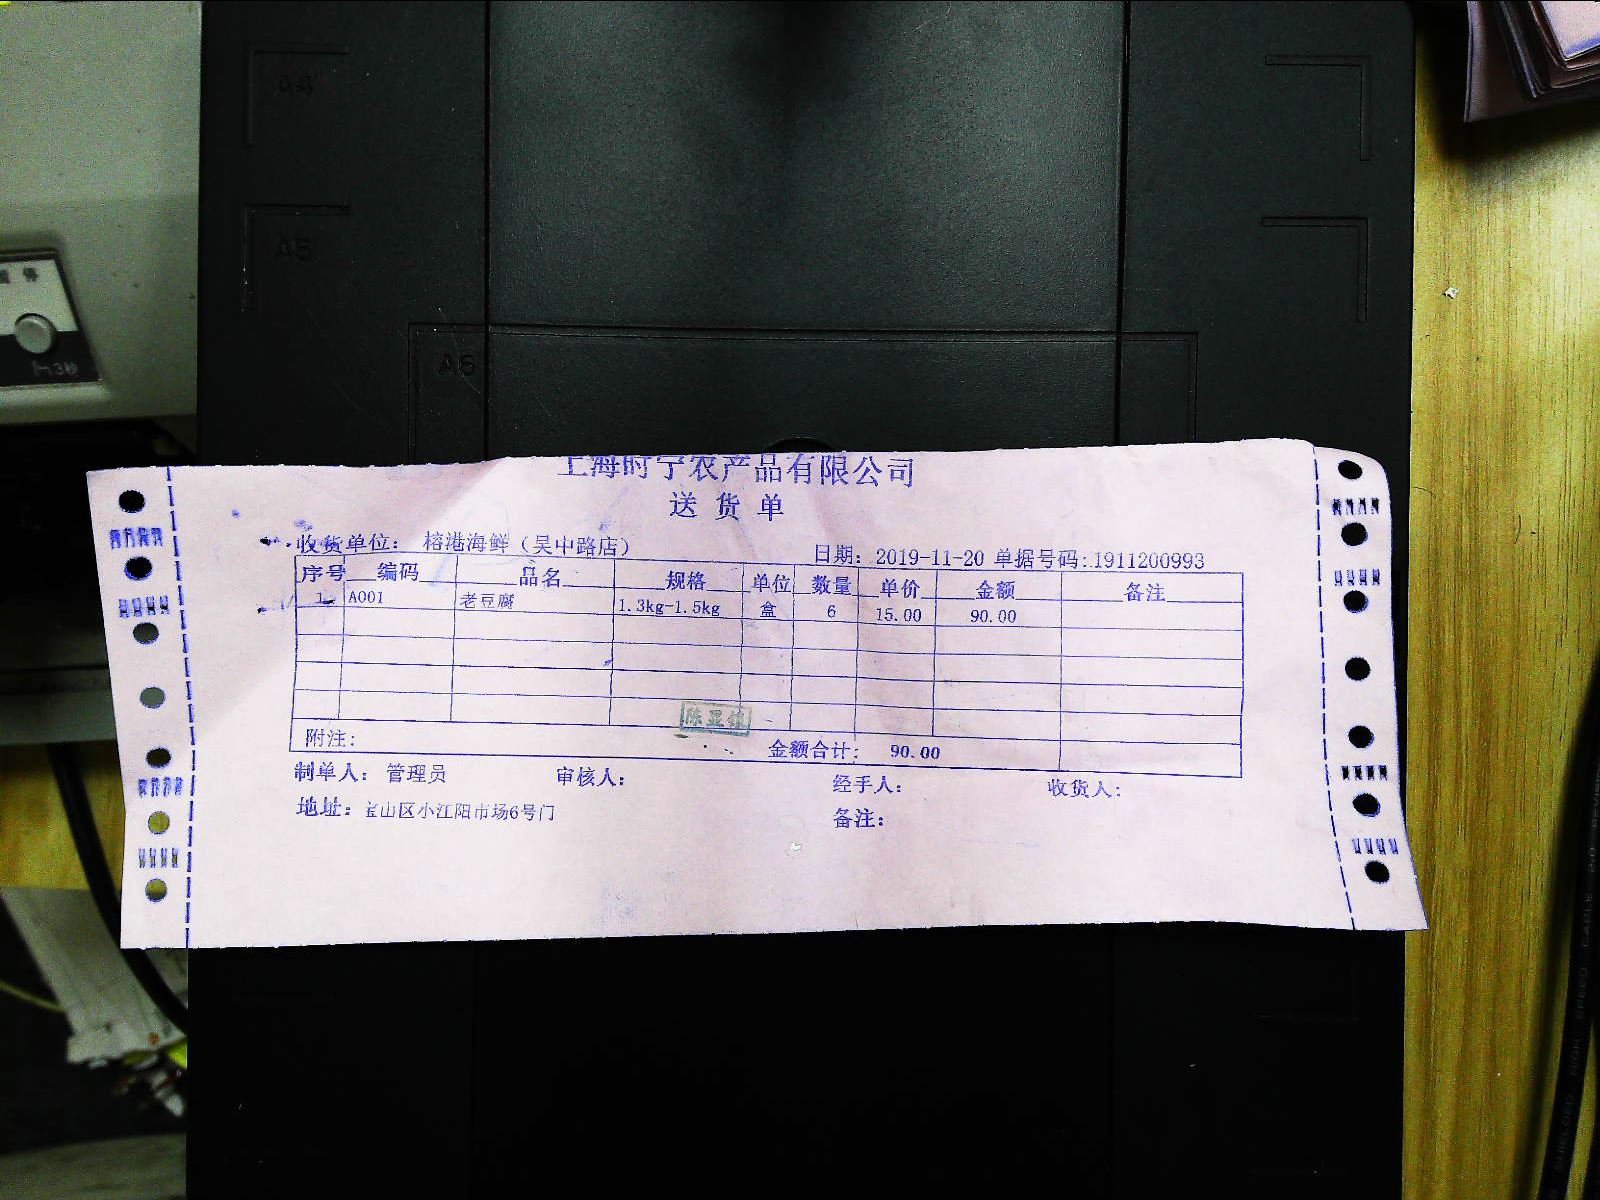 A4
A5
A6
上海时宁农产品有限公司
送货单
收货单位: 榕港海鲜（吴中路店）
日期: 2019-11-20 单据号码:1911200993
序号 编码 品名 规格 单位 数量 单价 金额 备注
1 A001 老豆腐 1.3kg-1.5kg 盒 6 15.00 90.00
附注: 金额合计: 90.00
制单人: 管理员 审核人: 经手人: 收货人:
地址: 宝山区小江阳市场6号门 备注: